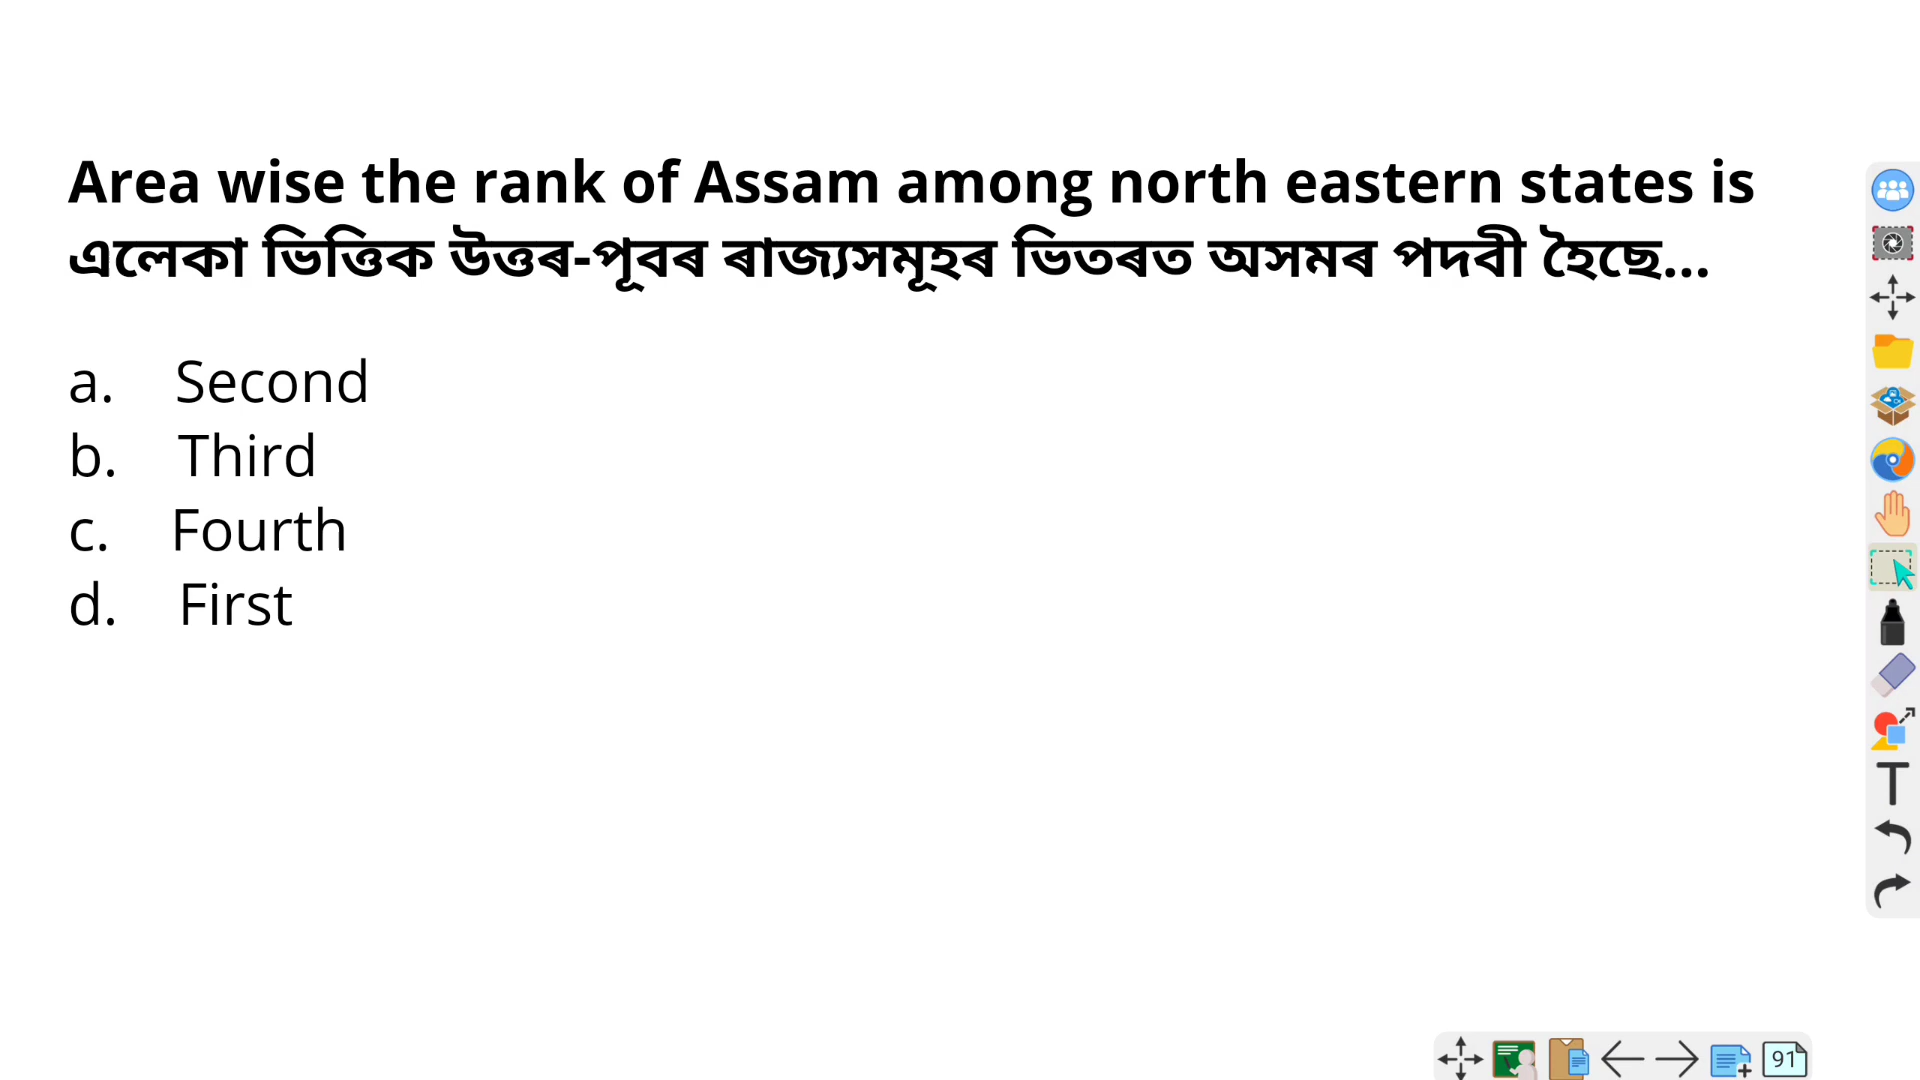 Area wise the rank of Assam among north eastern states is
এলেকা ভিত্তিক উত্তৰ-পূবৰ ৰাজ্যসমূহৰ ভিতৰত অসমৰ পদবী হৈছে...
a. Second
b. Third
c. Fourth
d. First
T
91